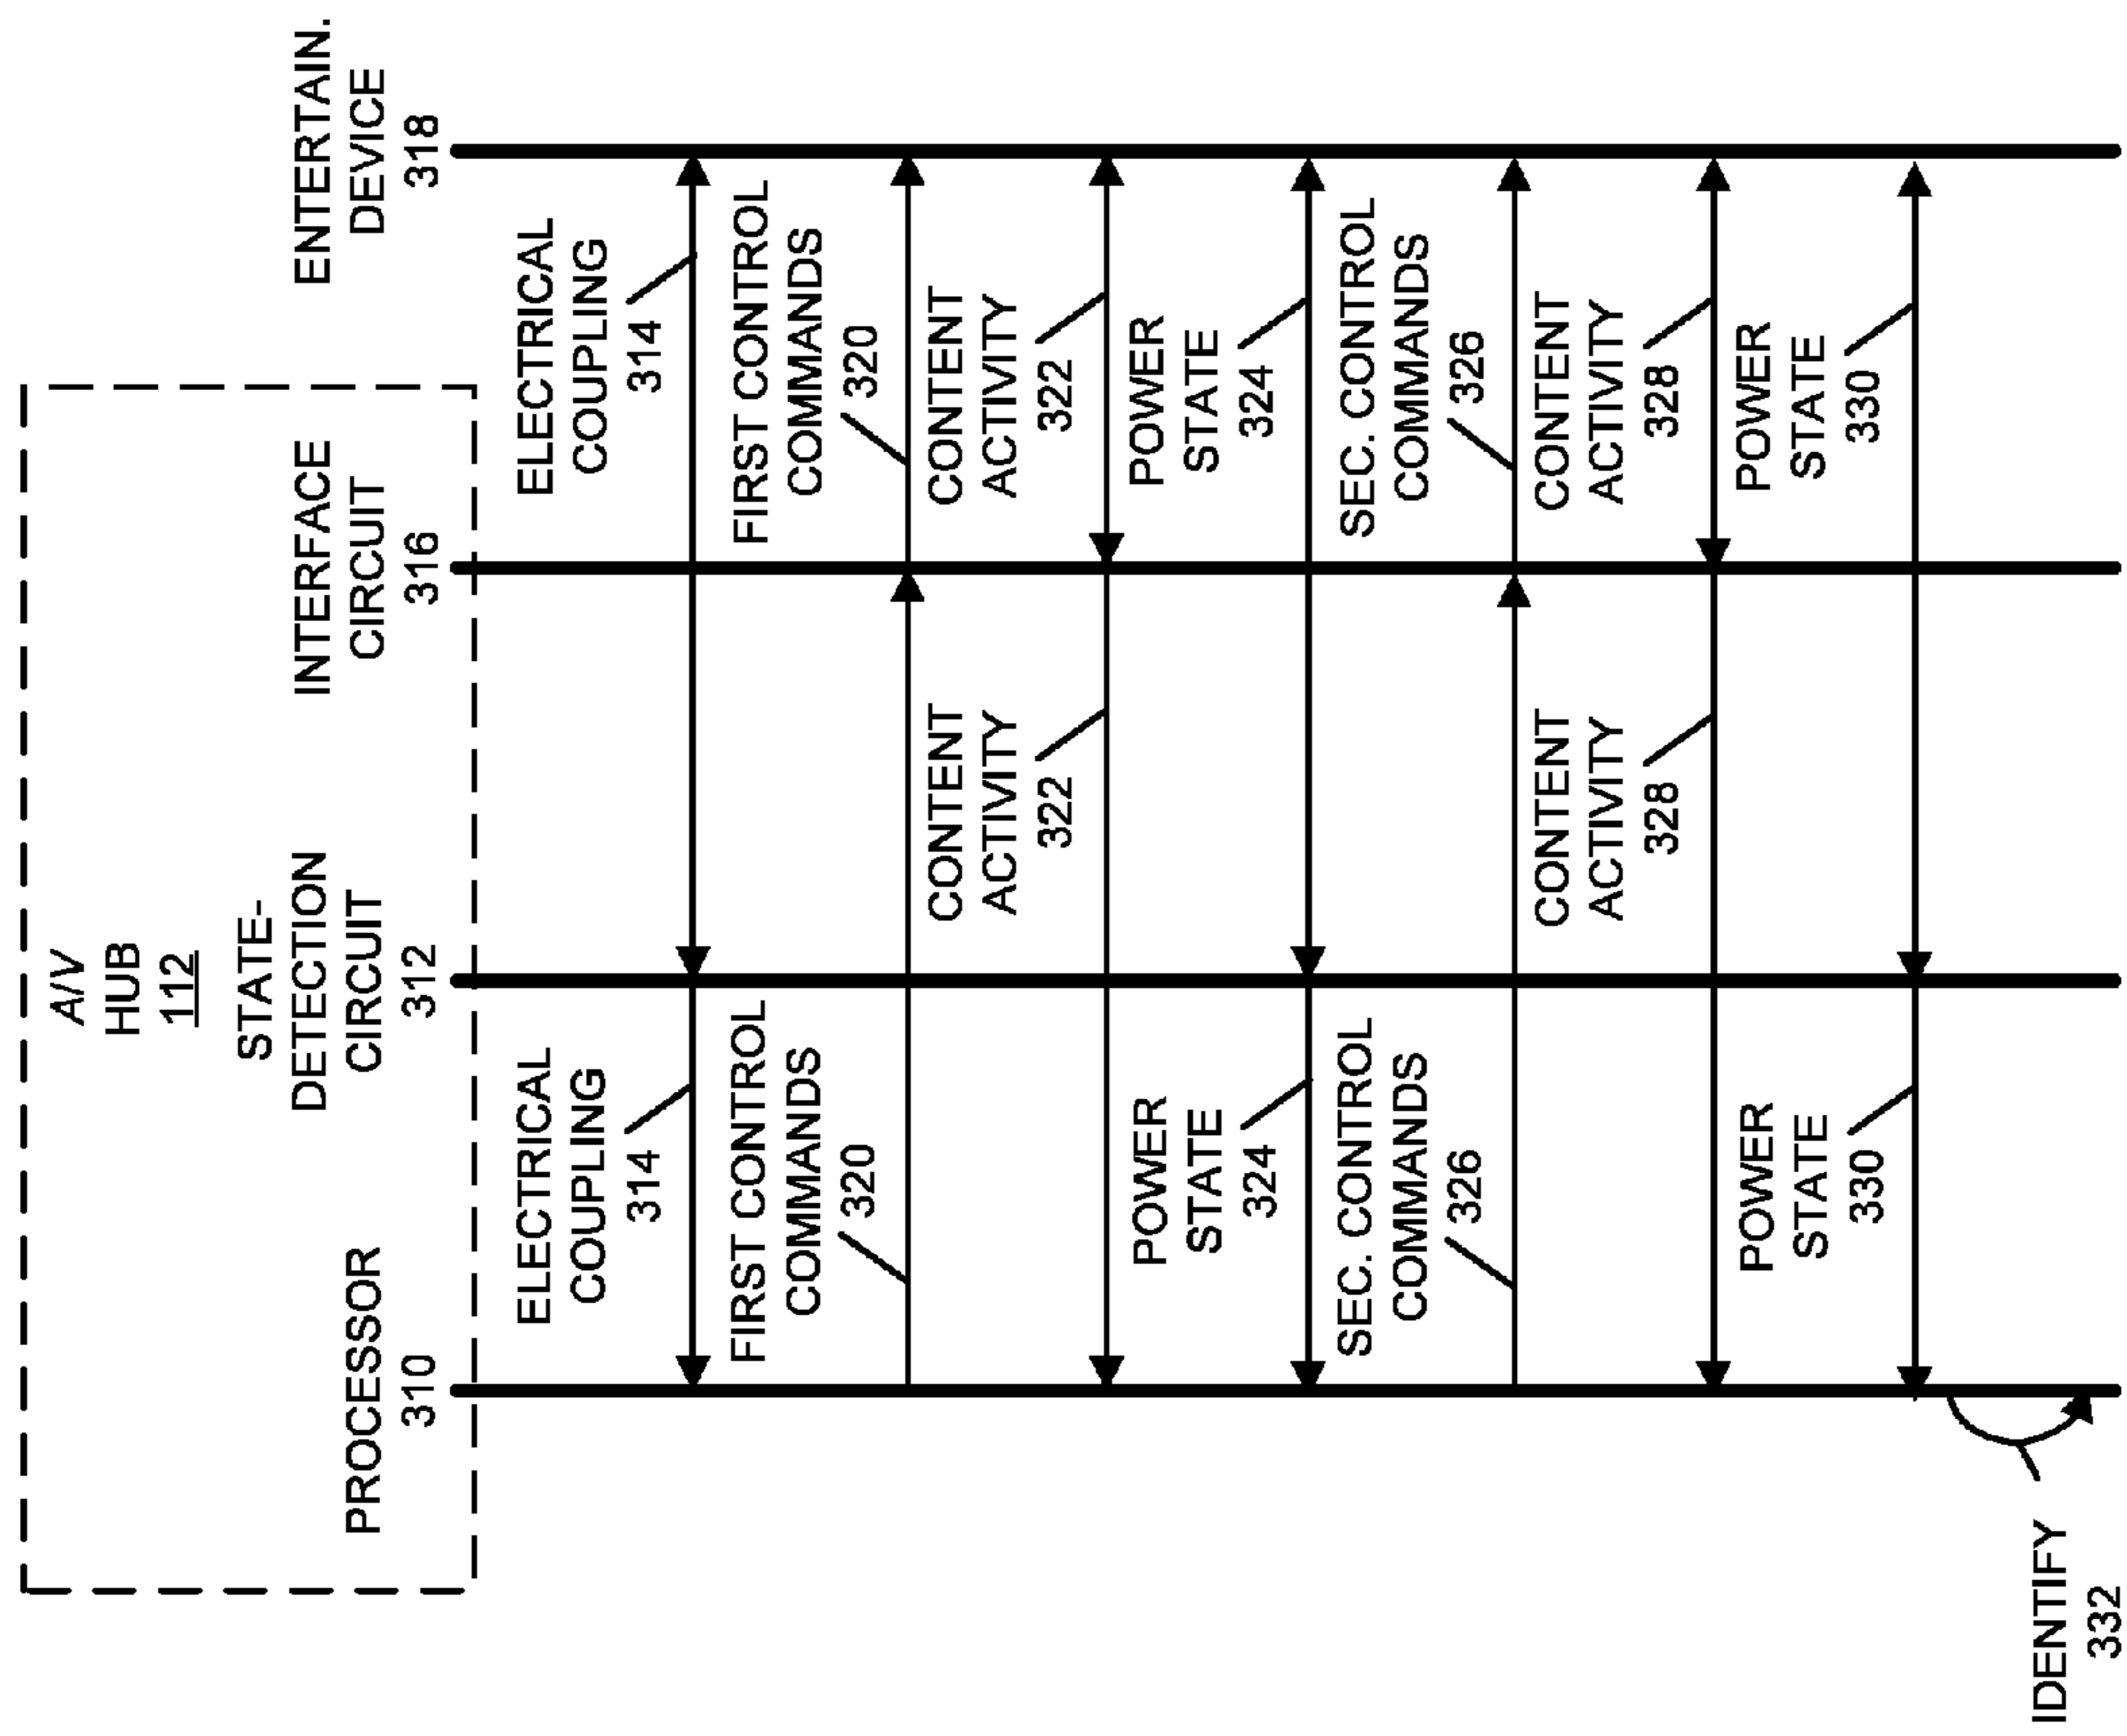 A/V
HUB
112
PROCESSOR
310
STATE-
DETECTION
CIRCUIT
312
INTERFACE
CIRCUIT
316
ENTERTAIN.
DEVICE
318
ELECTRICAL
COUPLING
314
ELECTRICAL
COUPLING
314
FIRST CONTROL
COMMANDS
320
FIRST CONTROL
COMMANDS
320
CONTENT
ACTIVITY
322
CONTENT
ACTIVITY
322
POWER
STATE
324
POWER
STATE
324
SEC. CONTROL
COMMANDS
326
SEC. CONTROL
COMMANDS
326
CONTENT
ACTIVITY
328
CONTENT
ACTIVITY
328
POWER
STATE
330
POWER
STATE
330
IDENTIFY
332